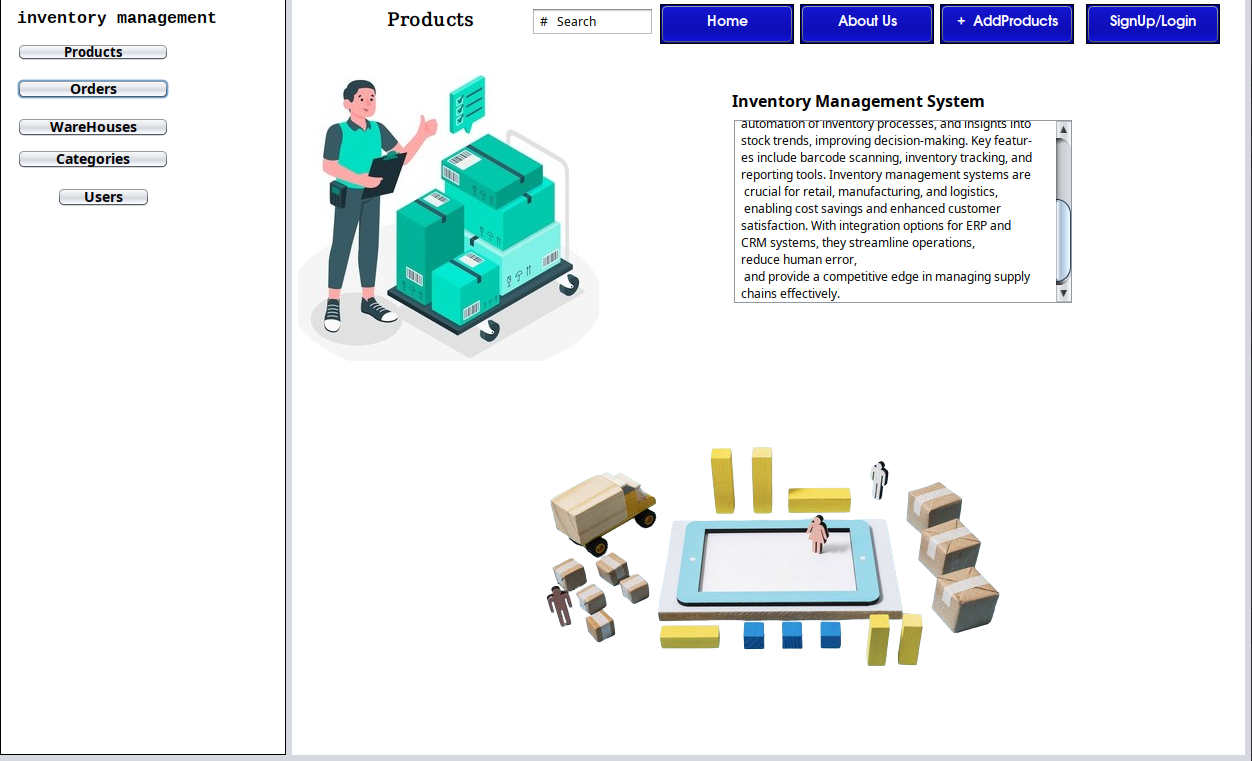 inventory management
Products
Orders
WareHouses
Categories
Users
Products
# Search
Home
About Us
+ AddProducts
SignUp/Login
Inventory Management System
automation of inventory processes, and insights into
stock trends, improving decision-making. Key featur-
es include barcode scanning, inventory tracking, and
reporting tools. Inventory management systems are
crucial for retail, manufacturing, and logistics,
enabling cost savings and enhanced customer
satisfaction. With integration options for ERP and
CRM systems, they streamline operations,
reduce human error,
and provide a competitive edge in managing supply
chains effectively.